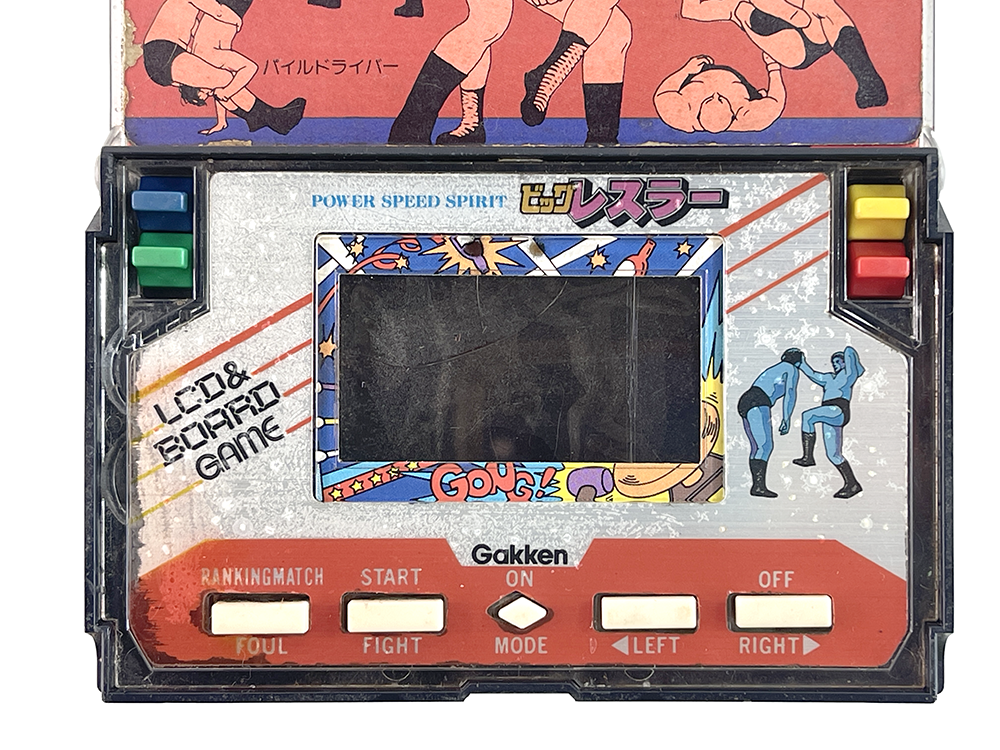 パイルドライバー
POWER SPEED SPIRIT ビッグレスラー
LCD&
BOARD
GAME
GONG!
Gakken
RANKINGMATCH START ON OFF
FOUL FIGHT MODE ◀LEFT RIGHT▶